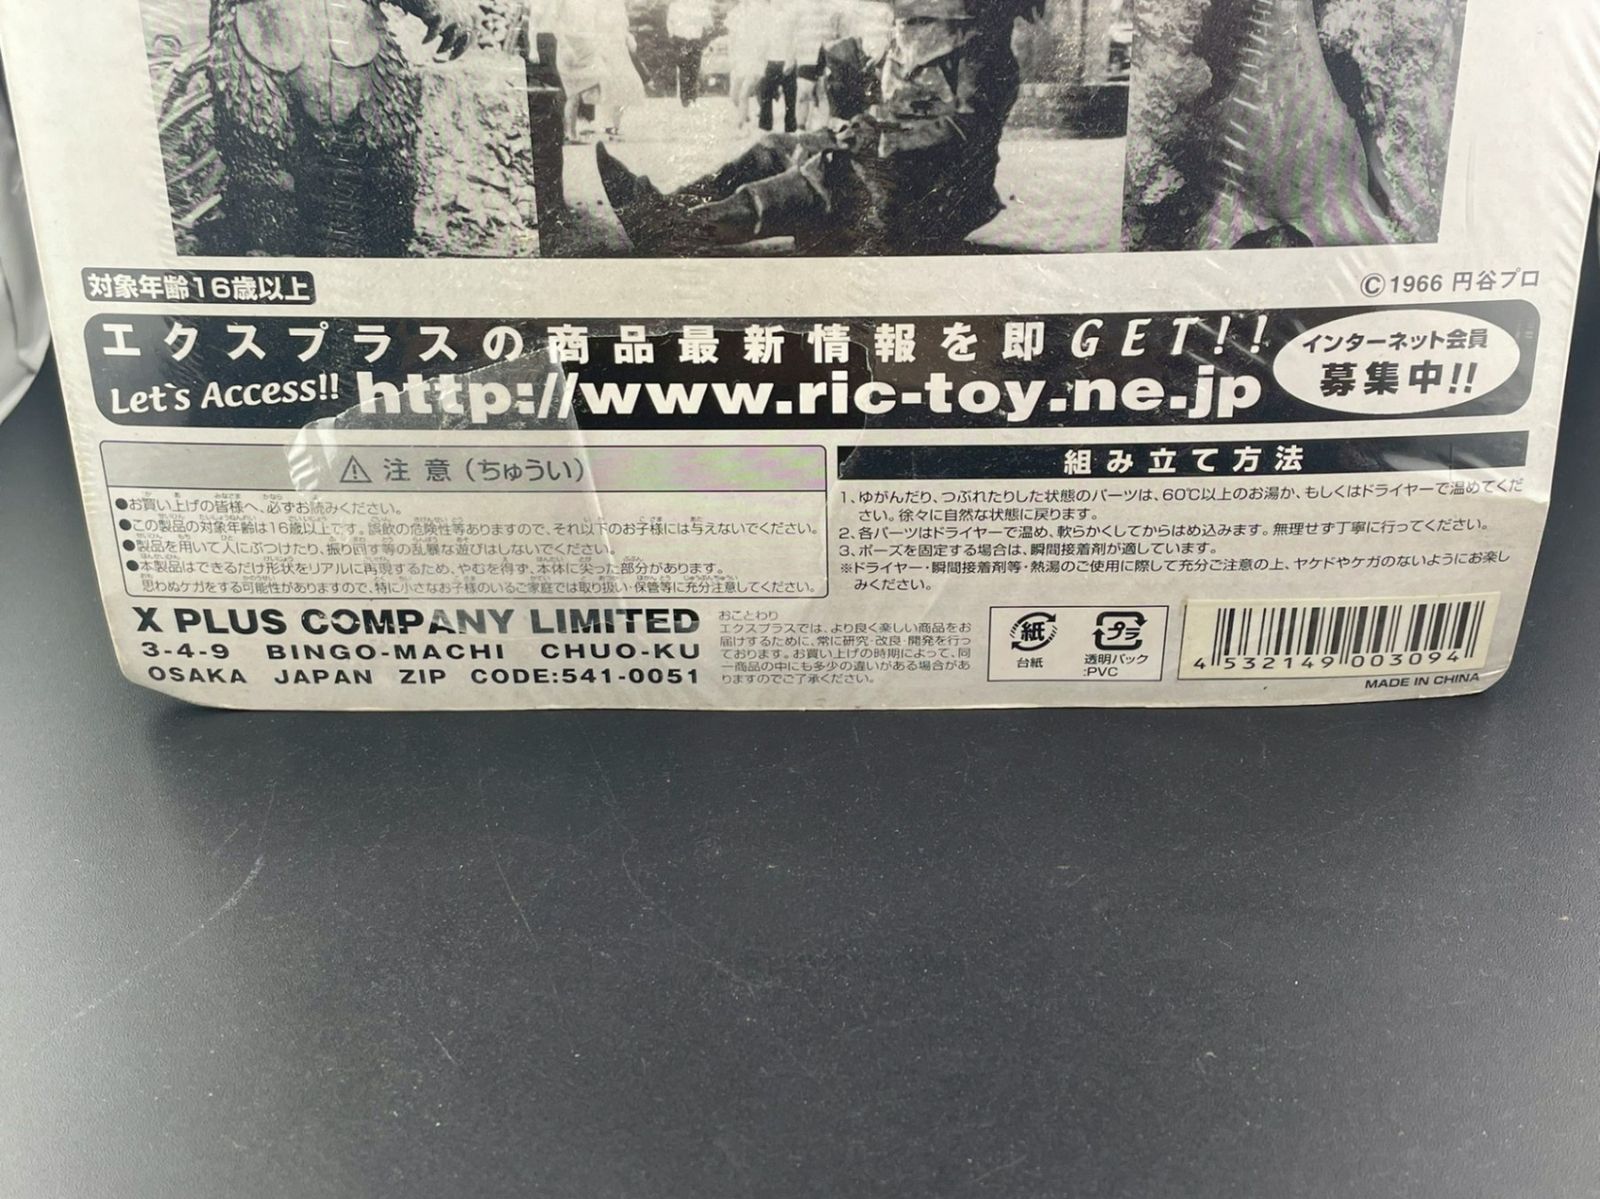 対象年齢16歳以上
©1966 円谷プロ
エクスプラスの商品最新情報を即GET!!
Let's Access!! http://www.ric-toy.ne.jp
インターネット会員
募集中!!
⚠注意(ちゅうい)
●お買い上げの皆様へ、必ずお読みください。
●この製品の対象年齢は16歳以上です。誤飲の危険性等ありますので、それ以下のお子様には与えないでください。
●製品を用いて人にぶつけたり、振り回す等の乱暴な遊びはしないでください。
●本製品はできるだけ形状をリアルに再現するため、やむを得ず、本体に尖った部分があります。
思わぬケガをする可能性がありますので、特に小さなお子様のいるご家庭では取り扱い・保管等に充分注意してください。
組み立て方法
1、ゆがんだり、つぶれたりした状態のパーツは、60℃以上のお湯か、もしくはドライヤーで温めてくだ
さい。徐々に自然な状態に戻ります。
2、各パーツはドライヤーで温め、軟らかくしてからはめ込みます。無理せず丁寧に行ってください。
3、ポーズを固定する場合は、瞬間接着剤が適しています。
※ドライヤー・瞬間接着剤等・熱湯のご使用に際して充分ご注意の上、ヤケドやケガのないようにお楽し
みください。
X PLUS COMPANY LIMITED
3-4-9 BINGO-MACHI CHUO-KU
OSAKA JAPAN ZIP CODE:541-0051
おことわり
エクスプラスでは、より良く楽しい商品をお
届けするために、常に研究・改良・開発を行っ
ております。お買い上げの時期によって、同
一商品の中にも多少の違いがある場合があ
りますのでご了承ください。
紙
台紙
プラ
透明パック
:PVC
4 532149 003094
MADE IN CHINA